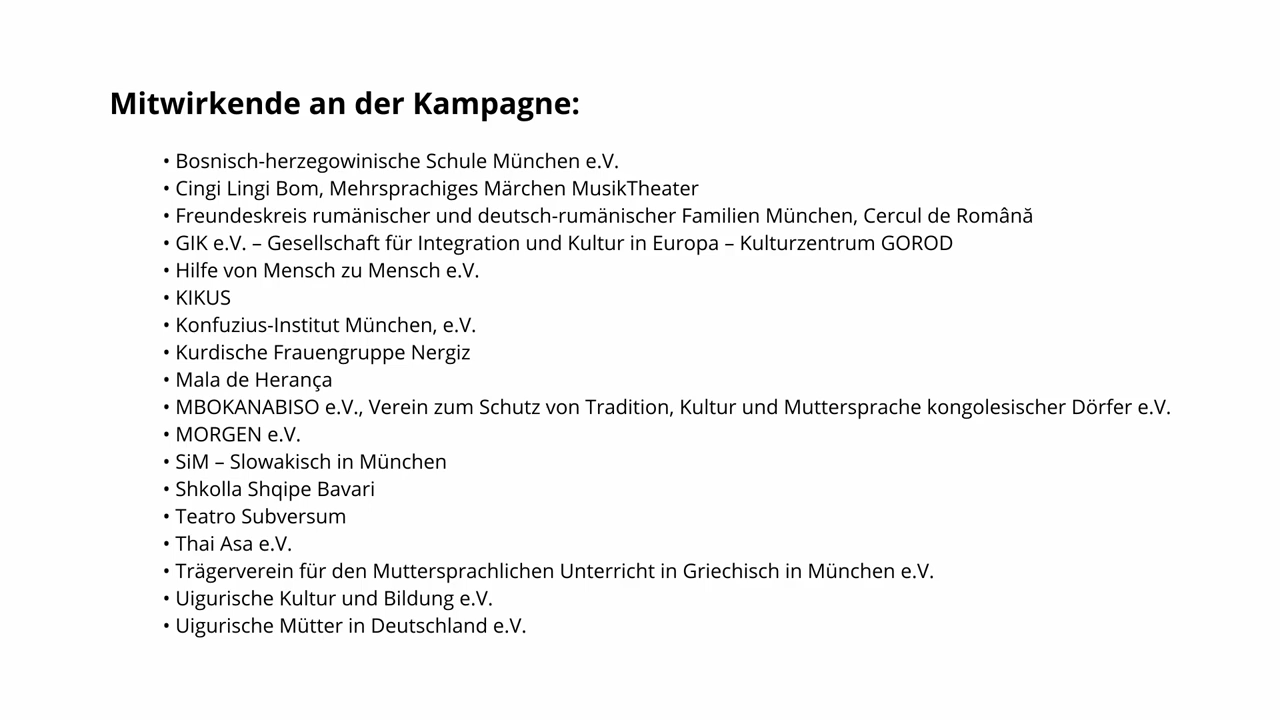 Mitwirkende an der Kampagne:
• Bosnisch-herzegowinische Schule München e.V.
• Cingi Lingi Bom, Mehrsprachiges Märchen MusikTheater
• Freundeskreis rumänischer und deutsch-rumänischer Familien München, Cercul de Română
• GIK e.V. – Gesellschaft für Integration und Kultur in Europa – Kulturzentrum GOROD
• Hilfe von Mensch zu Mensch e.V.
• KIKUS
• Konfuzius-Institut München, e.V.
• Kurdische Frauengruppe Nergiz
• Mala de Herança
• MBOKANABISO e.V., Verein zum Schutz von Tradition, Kultur und Muttersprache kongolesischer Dörfer e.V.
• MORGEN e.V.
• SiM – Slowakisch in München
• Shkolla Shqipe Bavari
• Teatro Subversum
• Thai Asa e.V.
• Trägerverein für den Muttersprachlichen Unterricht in Griechisch in München e.V.
• Uigurische Kultur und Bildung e.V.
• Uigurische Mütter in Deutschland e.V.